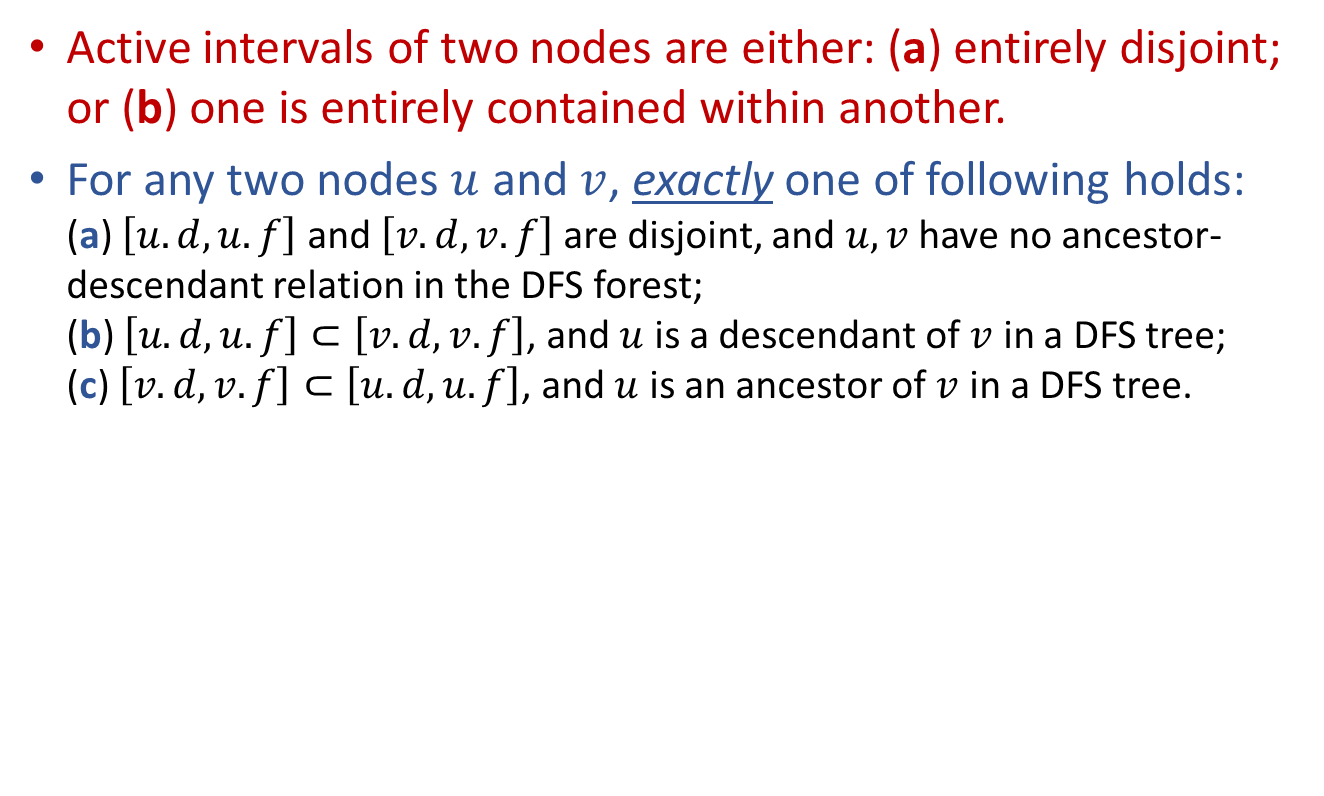 • Active intervals of two nodes are either: (a) entirely disjoint;
or (b) one is entirely contained within another.
• For any two nodes 𝑢 and 𝑣, exactly one of following holds:
(a) [𝑢. 𝑑, 𝑢. 𝑓] and [𝑣. 𝑑, 𝑣. 𝑓] are disjoint, and 𝑢, 𝑣 have no ancestor-
descendant relation in the DFS forest;
(b) [𝑢. 𝑑, 𝑢. 𝑓] ⊂ [𝑣. 𝑑, 𝑣. 𝑓], and 𝑢 is a descendant of 𝑣 in a DFS tree;
(c) [𝑣. 𝑑, 𝑣. 𝑓] ⊂ [𝑢. 𝑑, 𝑢. 𝑓], and 𝑢 is an ancestor of 𝑣 in a DFS tree.